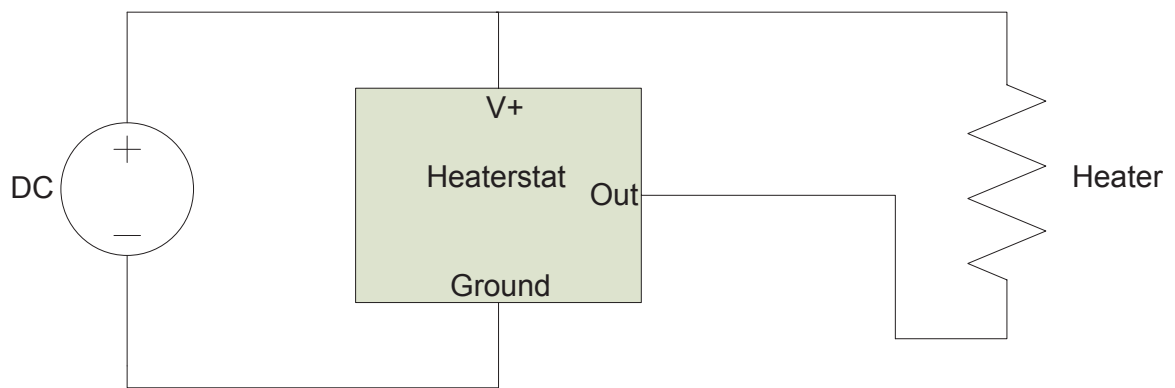 V+
DC
+
−
Heaterstat
Out
Heater
Ground